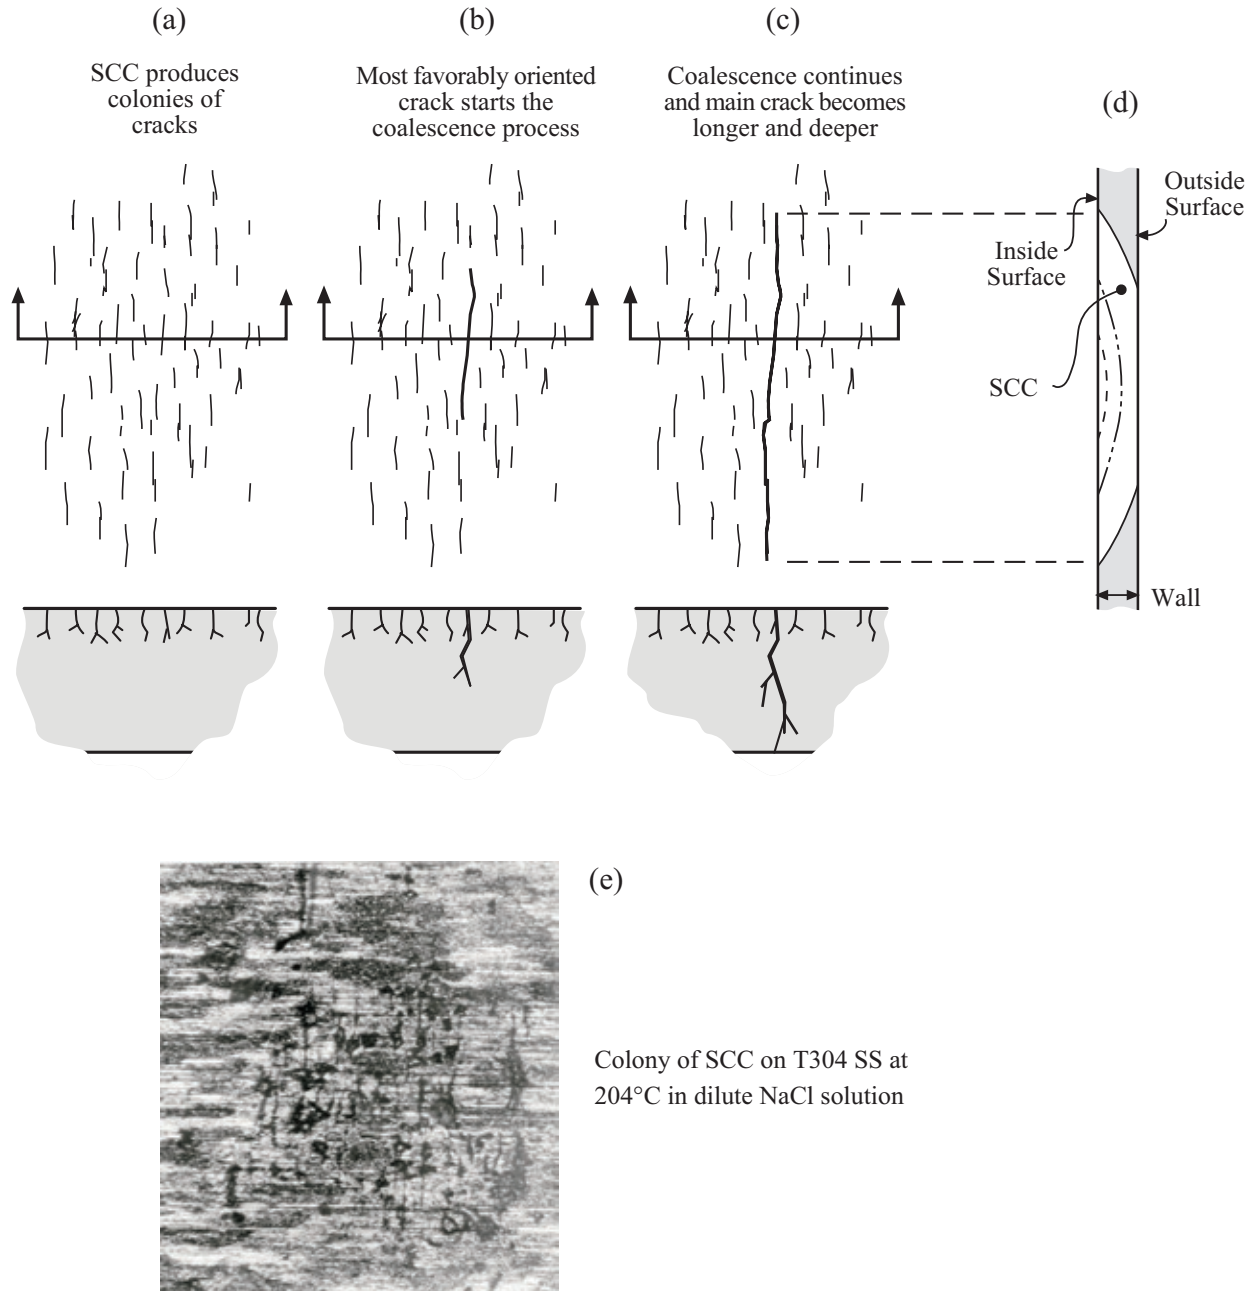 (a)
SCC produces
colonies of
cracks
(b)
Most favorably oriented
crack starts the
coalescence process
(c)
Coalescence continues
and main crack becomes
longer and deeper
(d)
Outside
Surface
Inside
Surface
SCC
Wall
(e)
Colony of SCC on T304 SS at
204°C in dilute NaCl solution